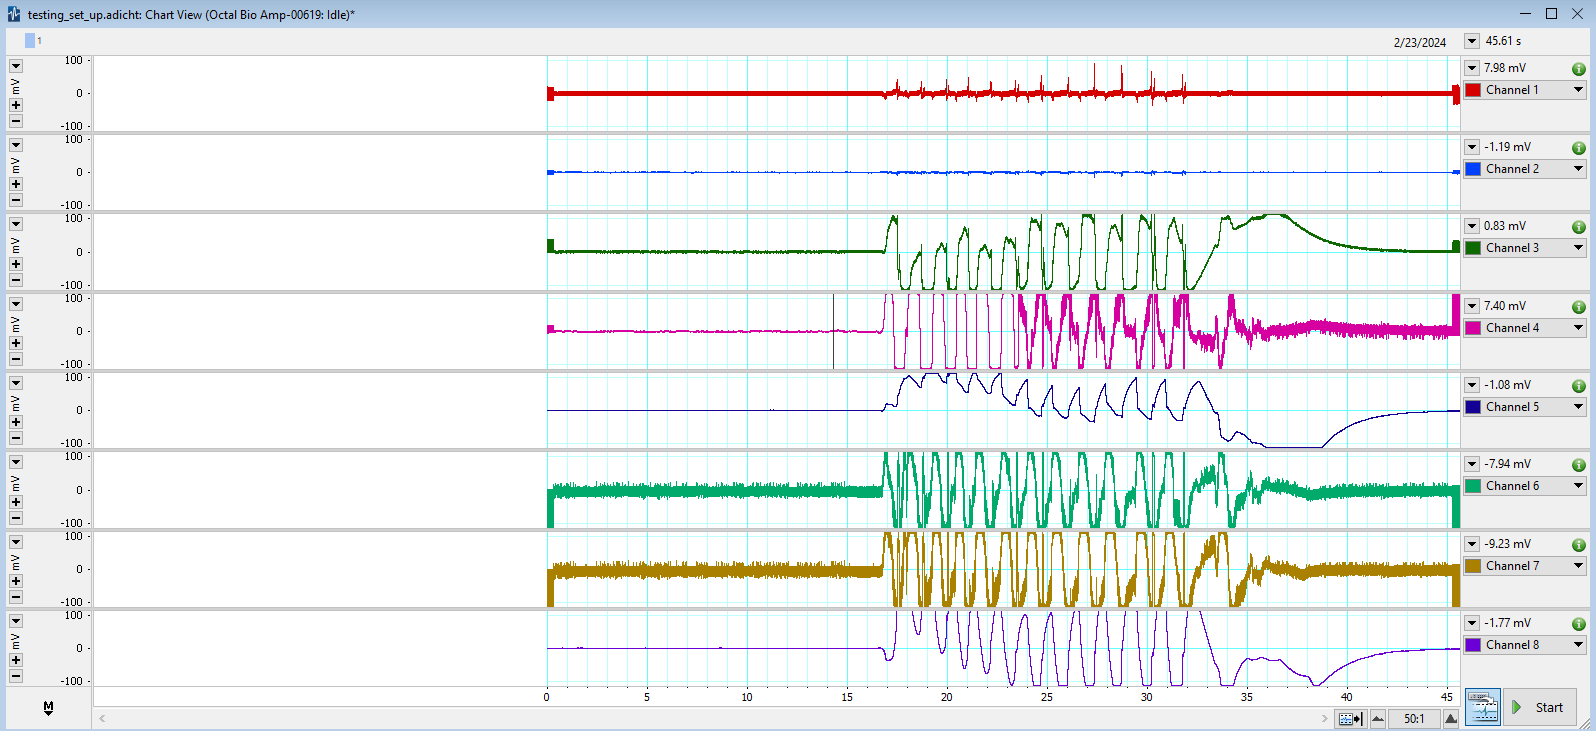 testing_set_up.adicht: Chart View (Octal Bio Amp-00619: Idle)*
1
2/23/2024
45.61 s
100
mV
0
-100
7.98 mV
Channel 1
100
mV
0
-100
-1.19 mV
Channel 2
100
mV
0
-100
0.83 mV
Channel 3
100
mV
0
-100
7.40 mV
Channel 4
100
mV
0
-100
-1.08 mV
Channel 5
100
mV
0
-100
-7.94 mV
Channel 6
100
mV
0
-100
-9.23 mV
Channel 7
100
mV
0
-100
-1.77 mV
Channel 8
0 5 10 15 20 25 30 35 40 45
M
50:1
Start